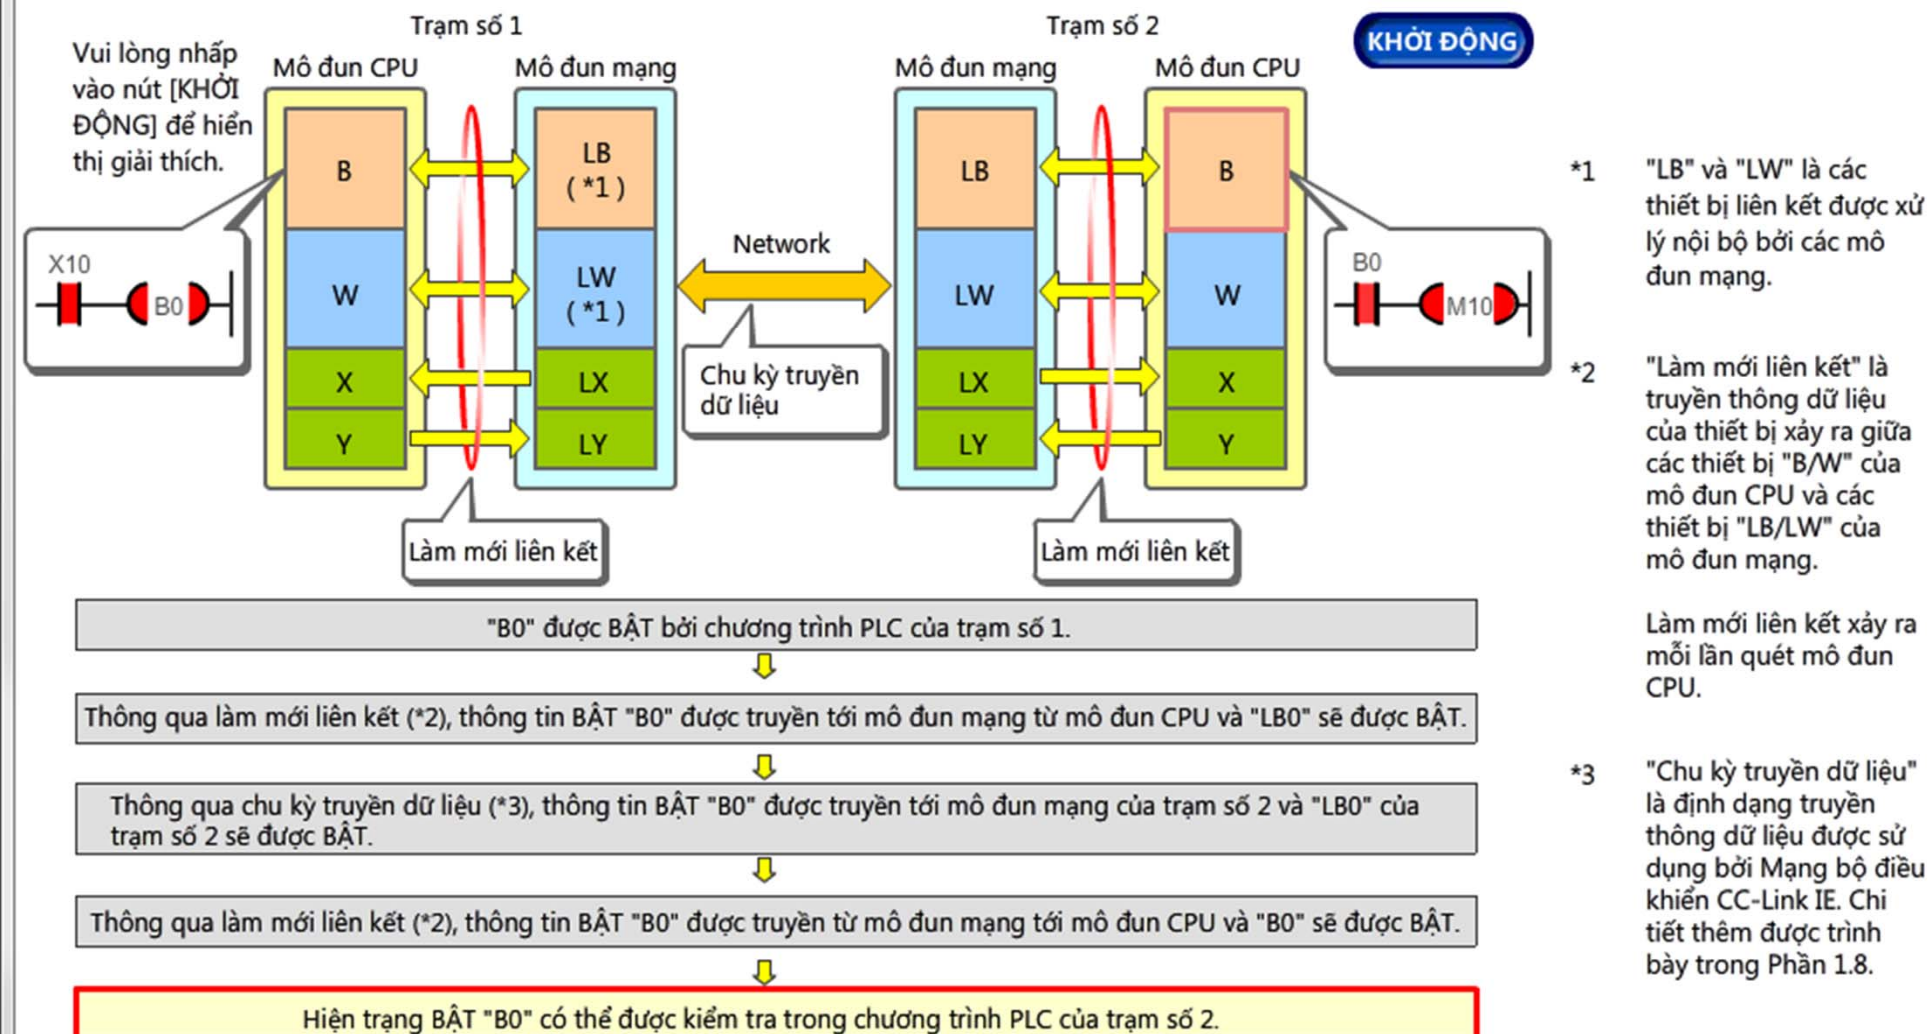 Trạm số 1
Trạm số 2
KHỞI ĐỘNG
Vui lòng nhấp
vào nút [KHỞI
ĐỘNG] để hiển
thị giải thích.
Mô đun CPU
Mô đun mạng
Mô đun mạng
Mô đun CPU
B
LB
( *1 )
LB
B
W
LW
( *1 )
LW
W
X
LX
LX
X
Y
LY
LY
Y
X10
B0
Network
Chu kỳ truyền
dữ liệu
B0
M10
Làm mới liên kết
Làm mới liên kết
"B0" được BẬT bởi chương trình PLC của trạm số 1.
Thông qua làm mới liên kết (*2), thông tin BẬT "B0" được truyền tới mô đun mạng từ mô đun CPU và "LB0" sẽ được BẬT.
Thông qua chu kỳ truyền dữ liệu (*3), thông tin BẬT "B0" được truyền tới mô đun mạng của trạm số 2 và "LB0" của
trạm số 2 sẽ được BẬT.
Thông qua làm mới liên kết (*2), thông tin BẬT "B0" được truyền từ mô đun mạng tới mô đun CPU và "B0" sẽ được BẬT.
Hiện trạng BẬT "B0" có thể được kiểm tra trong chương trình PLC của trạm số 2.
*1 "LB" và "LW" là các
thiết bị liên kết được xử
lý nội bộ bởi các mô
đun mạng.
*2 "Làm mới liên kết" là
truyền thông dữ liệu
của thiết bị xảy ra giữa
các thiết bị "B/W" của
mô đun CPU và các
thiết bị "LB/LW" của
mô đun mạng.
Làm mới liên kết xảy ra
mỗi lần quét mô đun
CPU.
*3 "Chu kỳ truyền dữ liệu"
là định dạng truyền
thông dữ liệu được sử
dụng bởi Mạng bộ điều
khiển CC-Link IE. Chi
tiết thêm được trình
bày trong Phần 1.8.